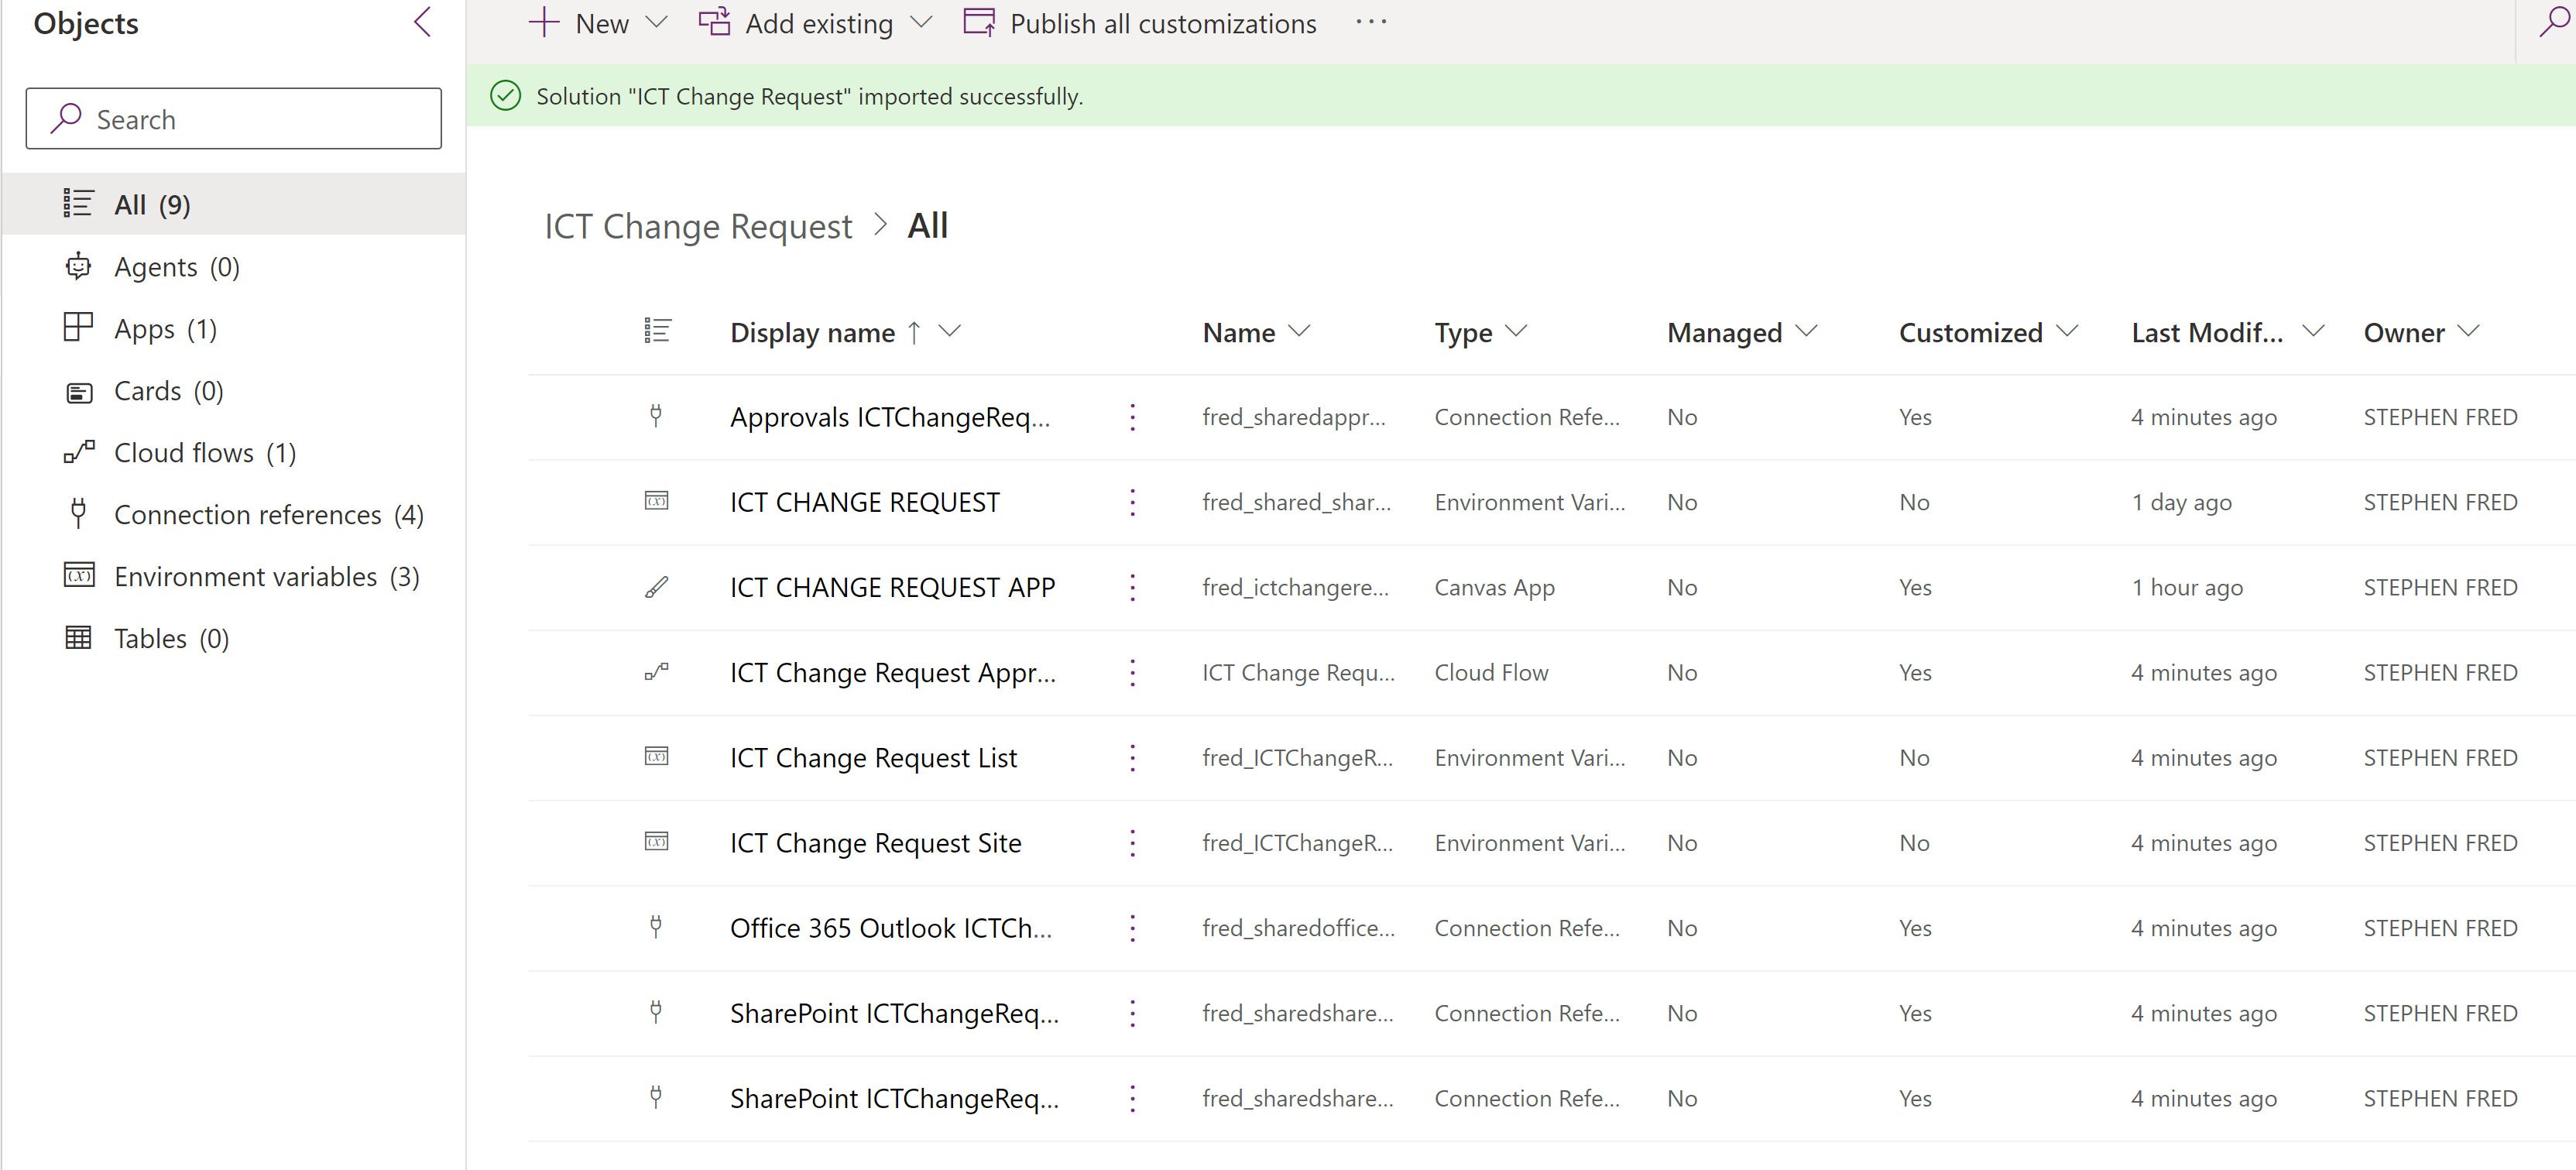 Objects
Search
All (9)
Agents (0)
Apps (1)
Cards (0)
Cloud flows (1)
Connection references (4)
Environment variables (3)
Tables (0)
New Add existing Publish all customizations ...
Solution "ICT Change Request" imported successfully.
ICT Change Request > All
Display name ↑ Name Type Managed Customized Last Modif... Owner
Approvals ICTChangeReq... fred_sharedappr... Connection Refe... No Yes 4 minutes ago STEPHEN FRED
ICT CHANGE REQUEST fred_shared_shar... Environment Vari... No No 1 day ago STEPHEN FRED
ICT CHANGE REQUEST APP fred_ictchangere... Canvas App No Yes 1 hour ago STEPHEN FRED
ICT Change Request Appr... ICT Change Requ... Cloud Flow No Yes 4 minutes ago STEPHEN FRED
ICT Change Request List fred_ICTChangeR... Environment Vari... No No 4 minutes ago STEPHEN FRED
ICT Change Request Site fred_ICTChangeR... Environment Vari... No No 4 minutes ago STEPHEN FRED
Office 365 Outlook ICTCh... fred_sharedoffice... Connection Refe... No Yes 4 minutes ago STEPHEN FRED
SharePoint ICTChangeReq... fred_sharedshare... Connection Refe... No Yes 4 minutes ago STEPHEN FRED
SharePoint ICTChangeReq... fred_sharedshare... Connection Refe... No Yes 4 minutes ago STEPHEN FRED